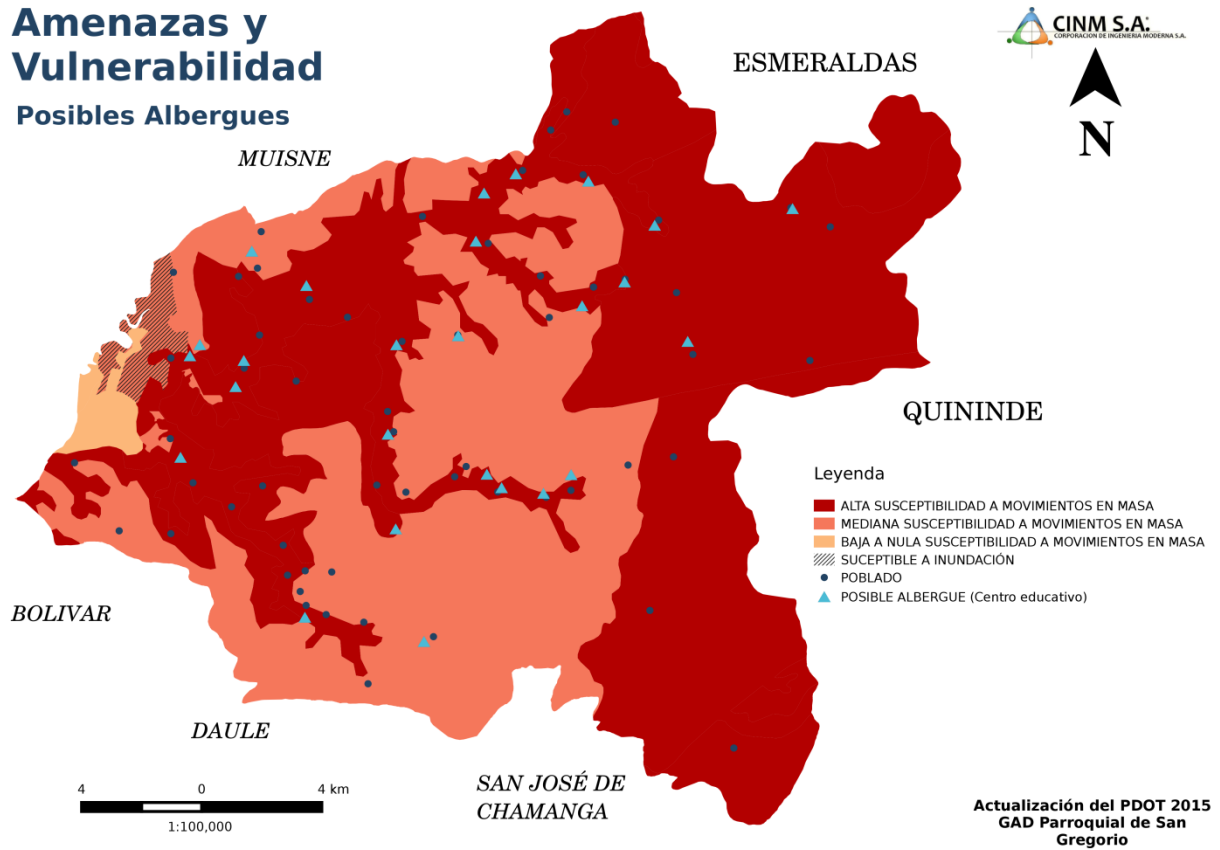 Amenazas y
Vulnerabilidad
Posibles Albergues
CINM S.A.
CORPORACION DE INGENIERIA MODERNA S.A.
ESMERALDAS
N
MUISNE
QUININDE
Leyenda
ALTA SUSCEPTIBILIDAD A MOVIMIENTOS EN MASA
MEDIANA SUSCEPTIBILIDAD A MOVIMIENTOS EN MASA
BAJA A NULA SUSCEPTIBILIDAD A MOVIMIENTOS EN MASA
SUCEPTIBLE A INUNDACIÓN
POBLADO
POSIBLE ALBERGUE (Centro educativo)
BOLIVAR
DAULE
SAN JOSÉ DE
CHAMANGA
4 0 4 km
1:100,000
Actualización del PDOT 2015
GAD Parroquial de San
Gregorio